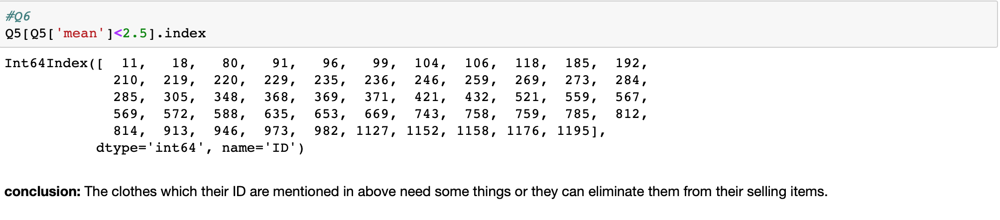 #Q6
Q5[Q5['mean']<2.5].index
Int64Index([  11,   18,   80,   91,   96,   99,  104,  106,  118,  185,  192,
             210,  219,  220,  229,  235,  236,  246,  259,  269,  273,  284,
             285,  305,  348,  368,  369,  371,  421,  432,  521,  559,  567,
             569,  572,  588,  635,  653,  669,  743,  758,  759,  785,  812,
             814,  913,  946,  973,  982, 1127, 1152, 1158, 1176, 1195],
           dtype='int64', name='ID')
conclusion: The clothes which their ID are mentioned in above need some things or they can eliminate them from their selling items.